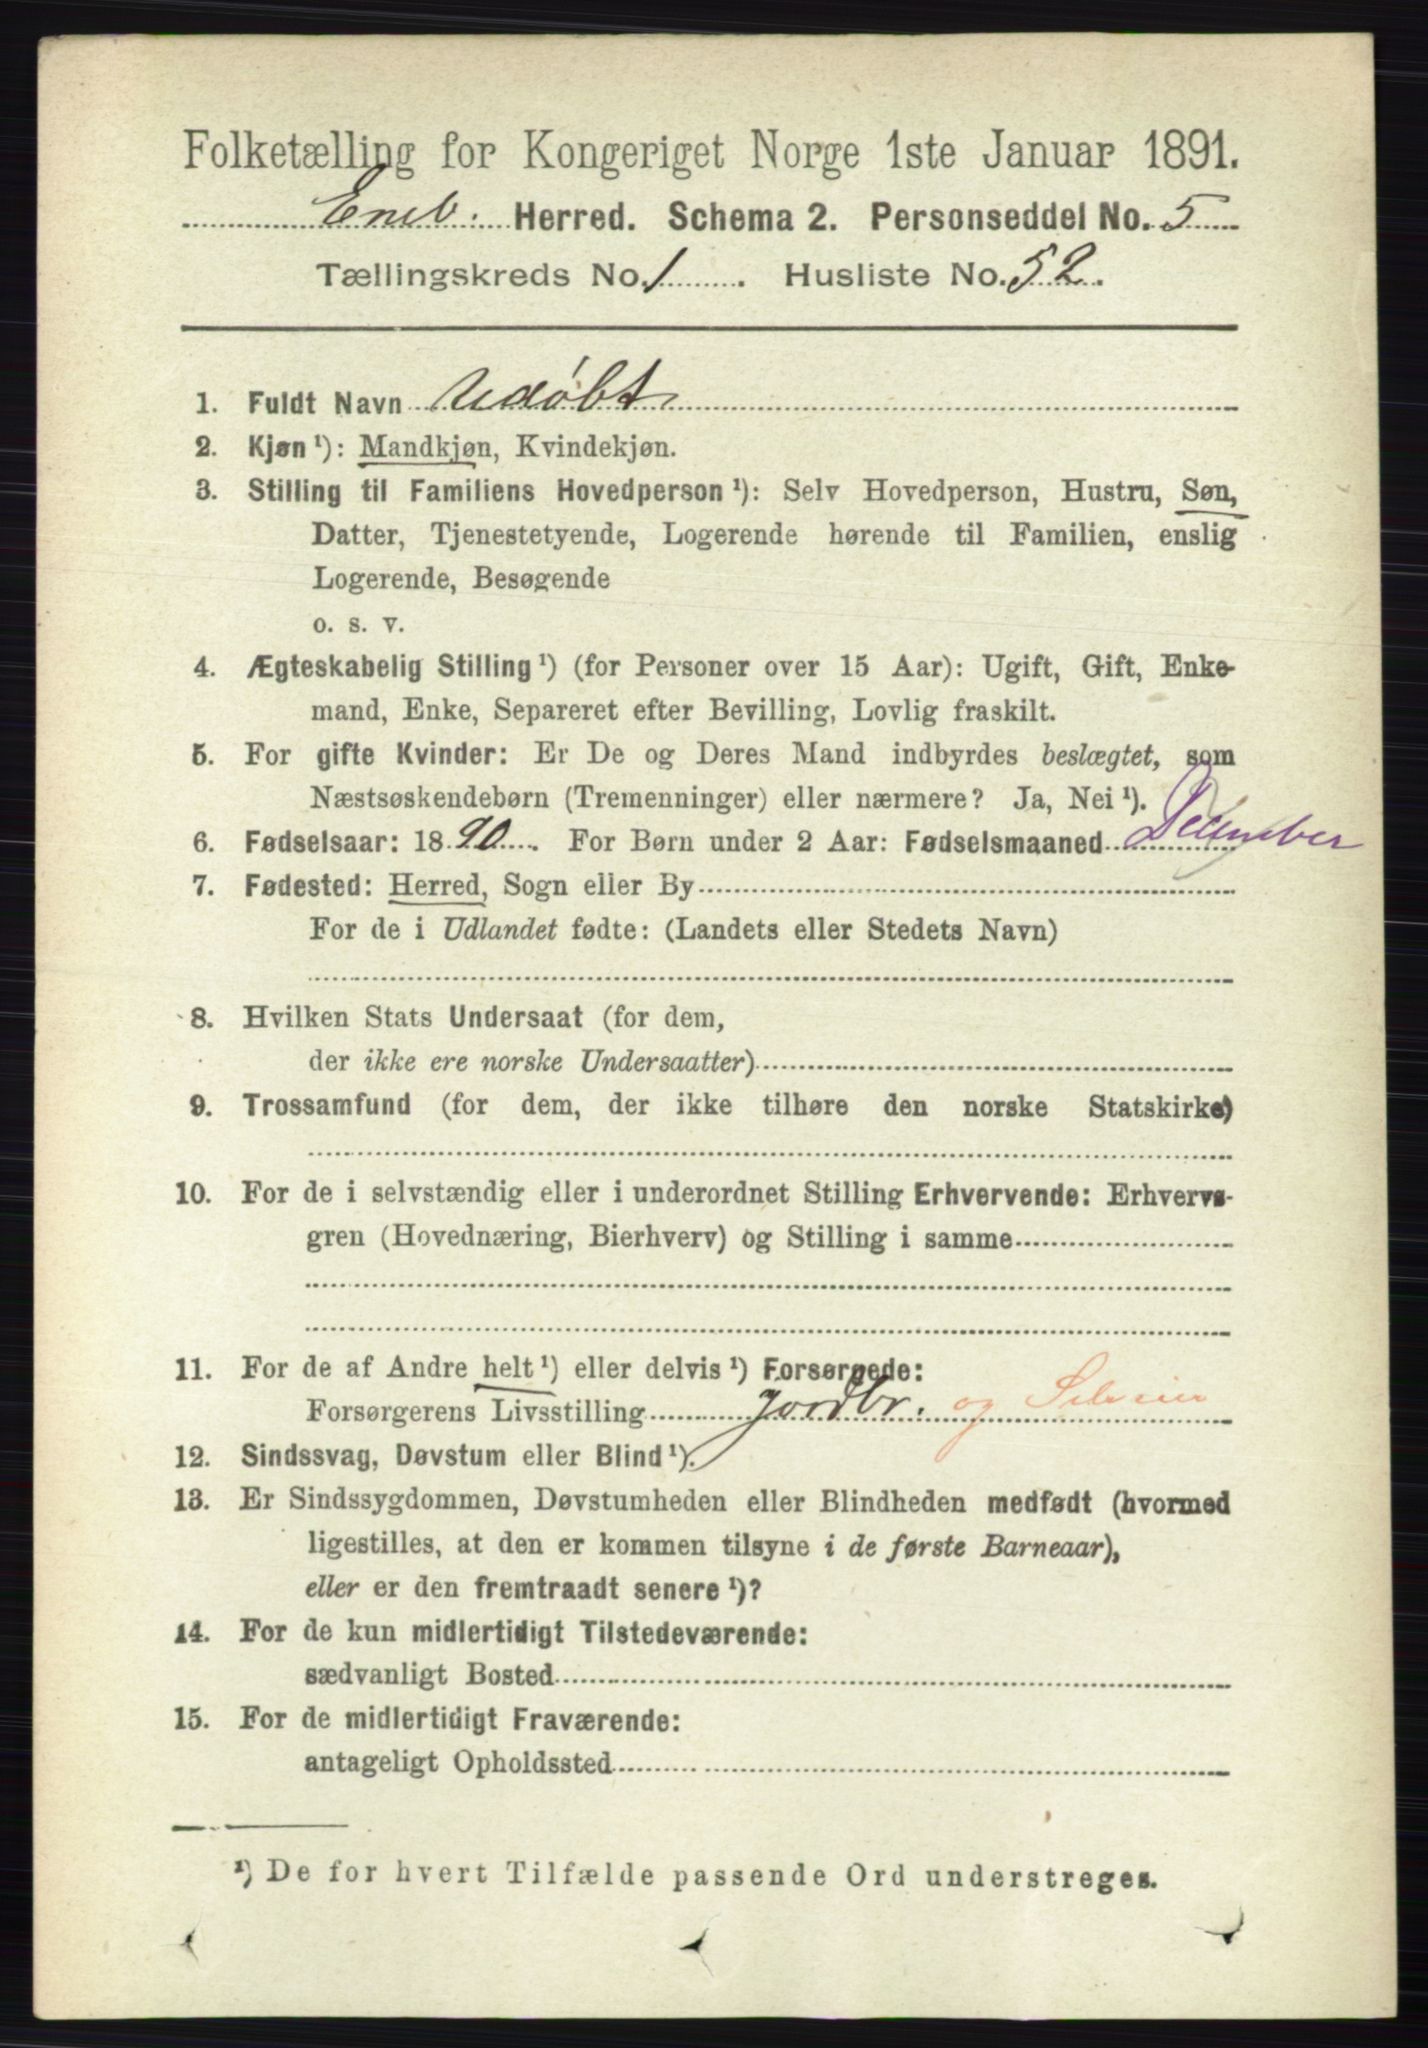 Folketælling for Kongeriget Norge 1ste Januar 1891.
Eneb. Herred. Schema 2. Personseddel No. 5
Tællingskreds No. 1. Husliste No. 52.
1. Fuldt Navn Udøbt
2. Kjøn ¹): Mandkjøn, Kvindekjøn.
3. Stilling til Familiens Hovedperson ¹): Selv Hovedperson, Hustru, Søn,
Datter, Tjenestetyende, Logerende hørende til Familien, enslig
Logerende, Besøgende
o. s. v.
4. Ægteskabelig Stilling ¹) (for Personer over 15 Aar): Ugift, Gift, Enke-
mand, Enke, Separeret efter Bevilling, Lovlig fraskilt.
5. For gifte Kvinder: Er De og Deres Mand indbyrdes beslægtet, som
Næstsøskendebørn (Tremenninger) eller nærmere? Ja, Nei ¹).
6. Fødselsaar: 1890. For Børn under 2 Aar: Fødselsmaaned December
7. Fødested: Herred, Sogn eller By
For de i Udlandet fødte: (Landets eller Stedets Navn)
8. Hvilken Stats Undersaat (for dem,
der ikke ere norske Undersaatter)
9. Trossamfund (for dem, der ikke tilhøre den norske Statskirke)
10. For de i selvstændig eller i underordnet Stilling Erhvervende: Erhvervs-
gren (Hovednæring, Bierhverv) og Stilling i samme
11. For de af Andre helt ¹) eller delvis ¹) Forsørgede:
Forsørgerens Livsstilling jordbr. og Selveier
12. Sindssvag, Døvstum eller Blind ¹).
13. Er Sindssygdommen, Døvstumheden eller Blindheden medfødt (hvormed
ligestilles, at den er kommen tilsyne i de første Barneaar),
eller er den fremtraadt senere ¹)?
14. For de kun midlertidigt Tilstedeværende:
sædvanligt Bosted
15. For de midlertidigt Fraværende:
antageligt Opholdssted
¹) De for hvert Tilfælde passende Ord understreges.